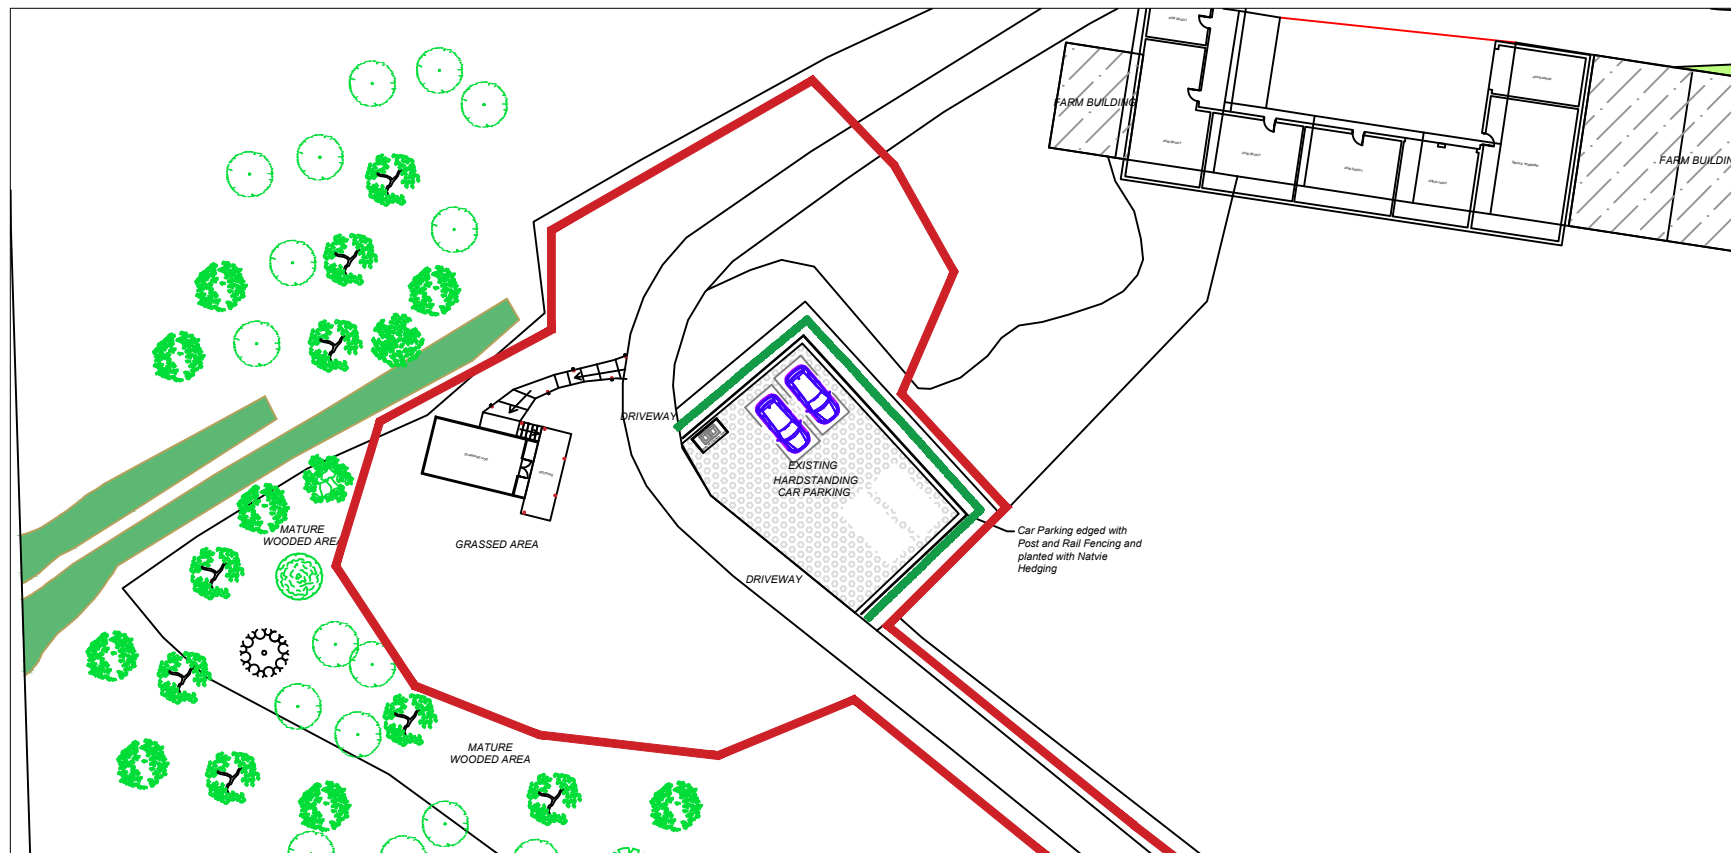 FARM BUILDING
FARM BUILDIN
DRIVEWAY
EXISTING
HARDSTANDING
CAR PARKING
MATURE
WOODED AREA
GRASSED AREA
Car Parking edged with
Post and Rail Fencing and
planted with Natvie
Hedging
DRIVEWAY
MATURE
WOODED AREA